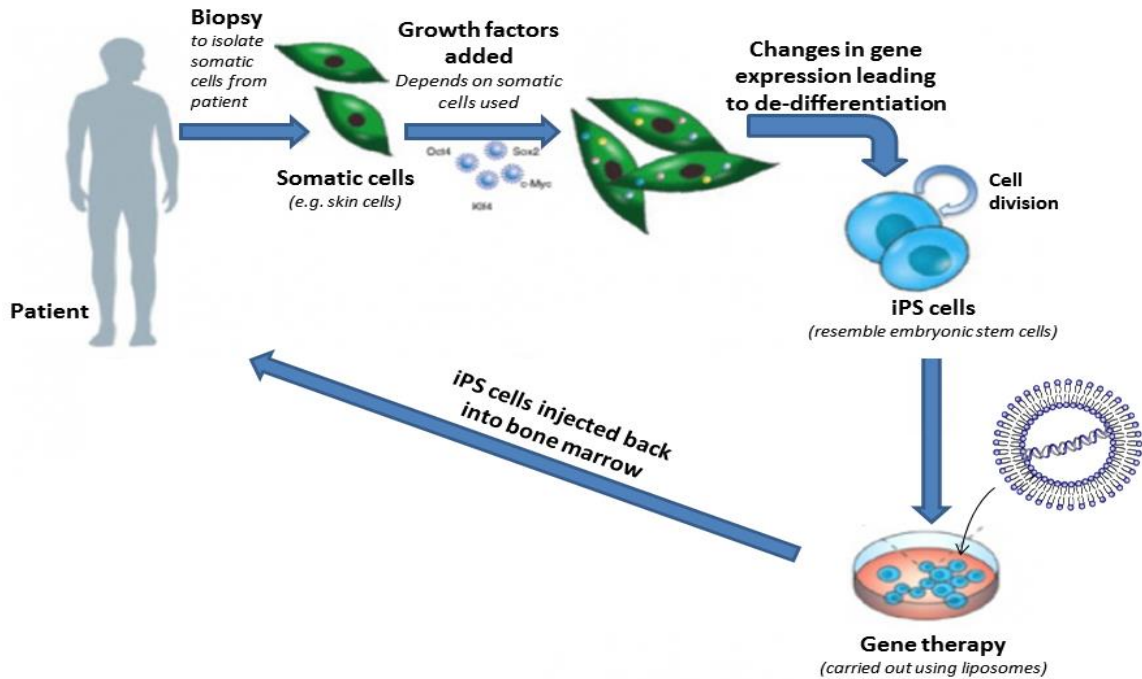 Biopsy
to isolate
somatic
cells from
patient
Growth factors
added
Depends on somatic
cells used
Oct4
Sox2
c-Myc
Klf4
Somatic cells
(e.g. skin cells)
Changes in gene
expression leading
to de-differentiation
Cell
division
Patient
iPS cells
(resemble embryonic stem cells)
iPS cells injected back
into bone marrow
Gene therapy
(carried out using liposomes)